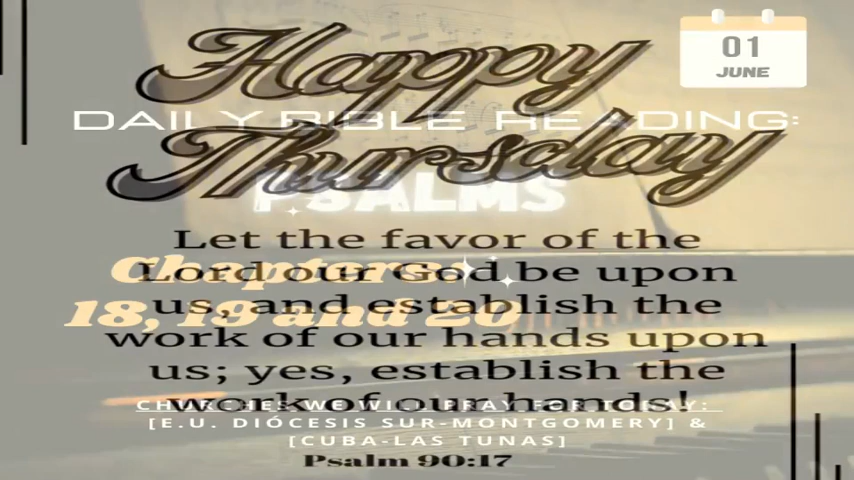 01
JUNE
Happy
DAILY BIBLE READING:
Thursday
PSALMS
Let the favor of the
Chapters:
Lord our God be upon
18, 19 and 20
us, and establish the
work of our hands upon
us; yes, establish the
work of our hands!
CHURCHES WE WILL PRAY FOR TODAY:
[E.U. DIÓCESIS SUR-MONTGOMERY] &
[CUBA-LAS TUNAS]
Psalm 90:17